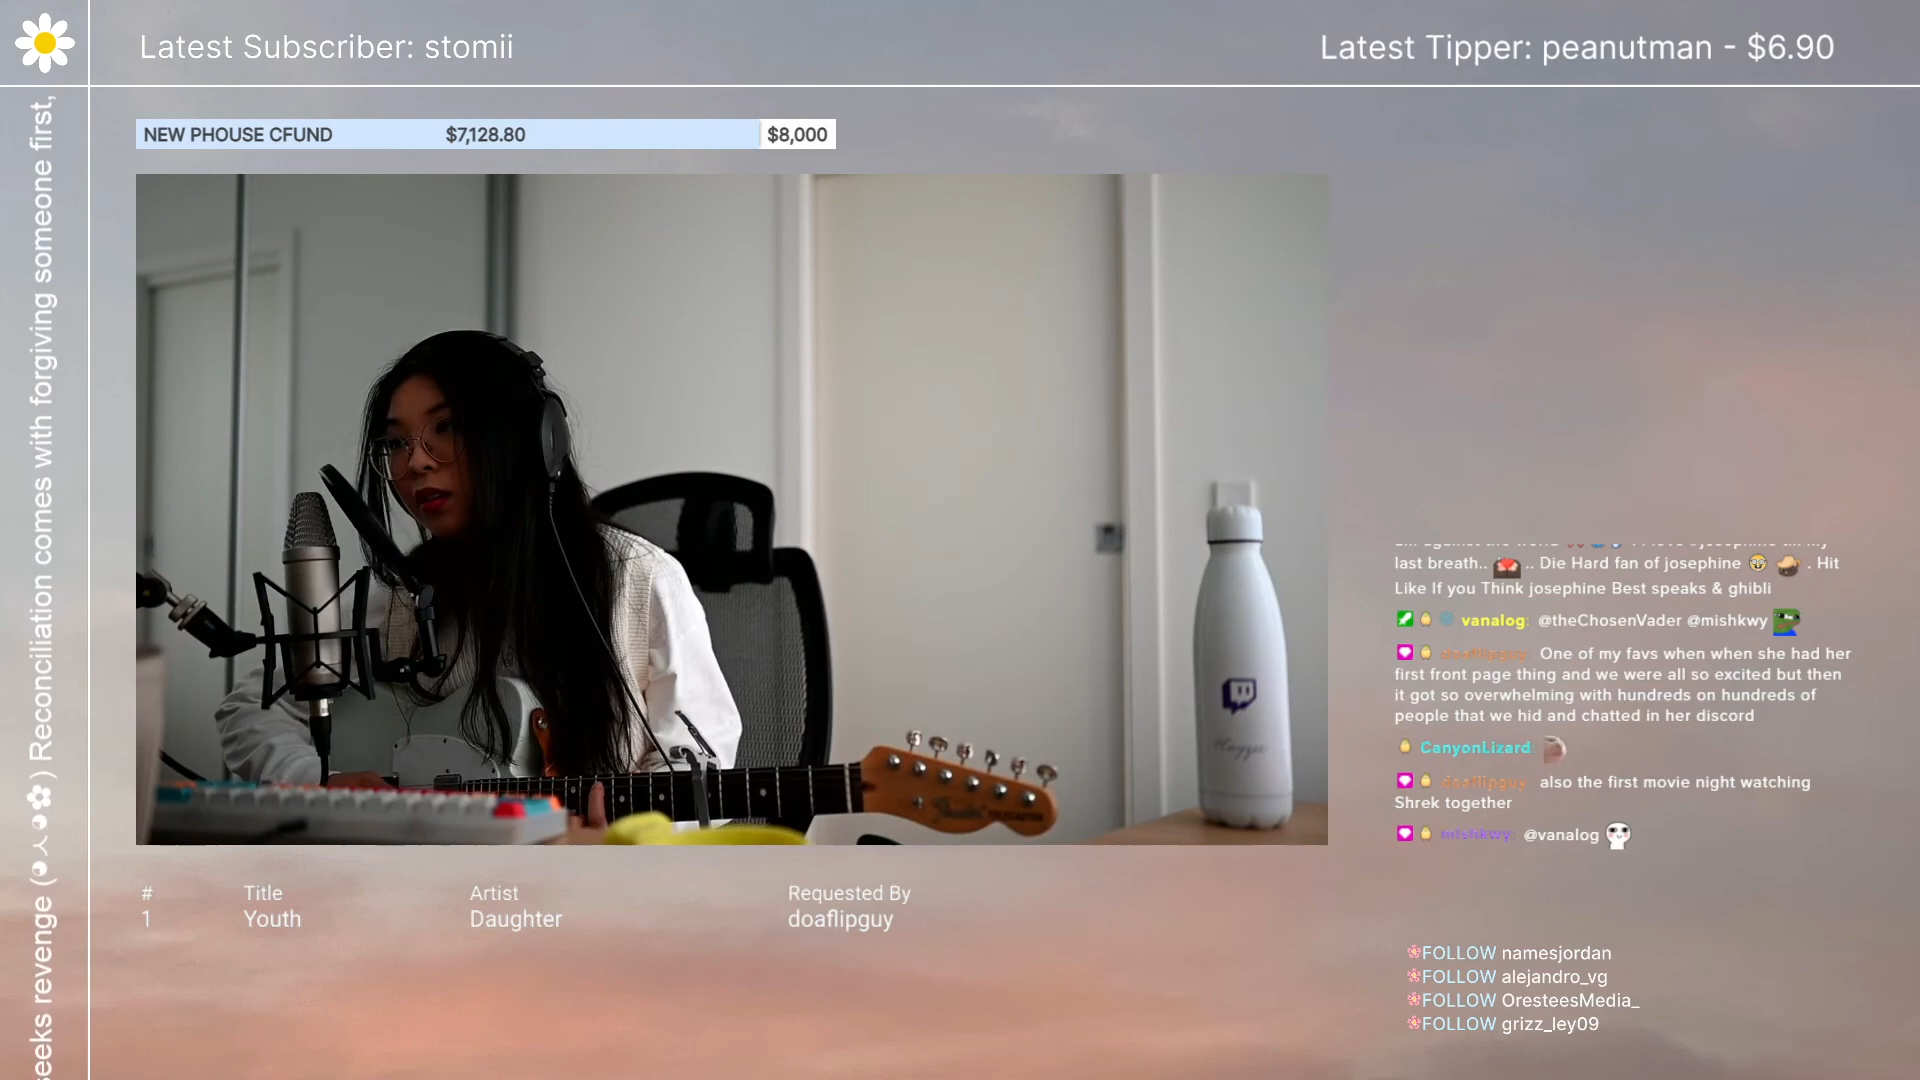 Latest Subscriber: stomii
Latest Tipper: peanutman - $6.90
seeks revenge (◕ㅅ◕✿) Reconciliation comes with forgiving someone first,
NEW PHOUSE CFUND $7,128.80 $8,000
last breath.. .. Die Hard fan of josephine . Hit
Like If you Think josephine Best speaks & ghibli
vanalog: @theChosenVader @mishkwy
doaflipguy: One of my favs when when she had her
first front page thing and we were all so excited but then
it got so overwhelming with hundreds on hundreds of
people that we hid and chatted in her discord
CanyonLizard:
doaflipguy: also the first movie night watching
Shrek together
mishkwy: @vanalog
TELECASTER
# Title Artist Requested By
1 Youth Daughter doaflipguy
FOLLOW namesjordan
FOLLOW alejandro_vg
FOLLOW OresteesMedia_
FOLLOW grizz_ley09